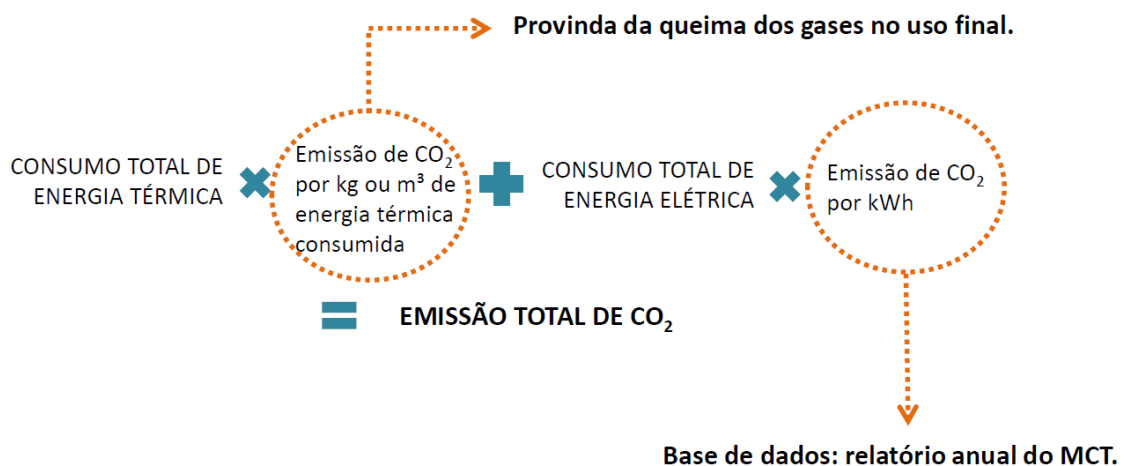 Provinda da queima dos gases no uso final.
CONSUMO TOTAL DE
ENERGIA TÉRMICA
Emissão de CO₂
por kg ou m³ de
energia térmica
consumida
CONSUMO TOTAL DE
ENERGIA ELÉTRICA
Emissão de CO₂
por kWh
EMISSÃO TOTAL DE CO₂
Base de dados: relatório anual do MCT.